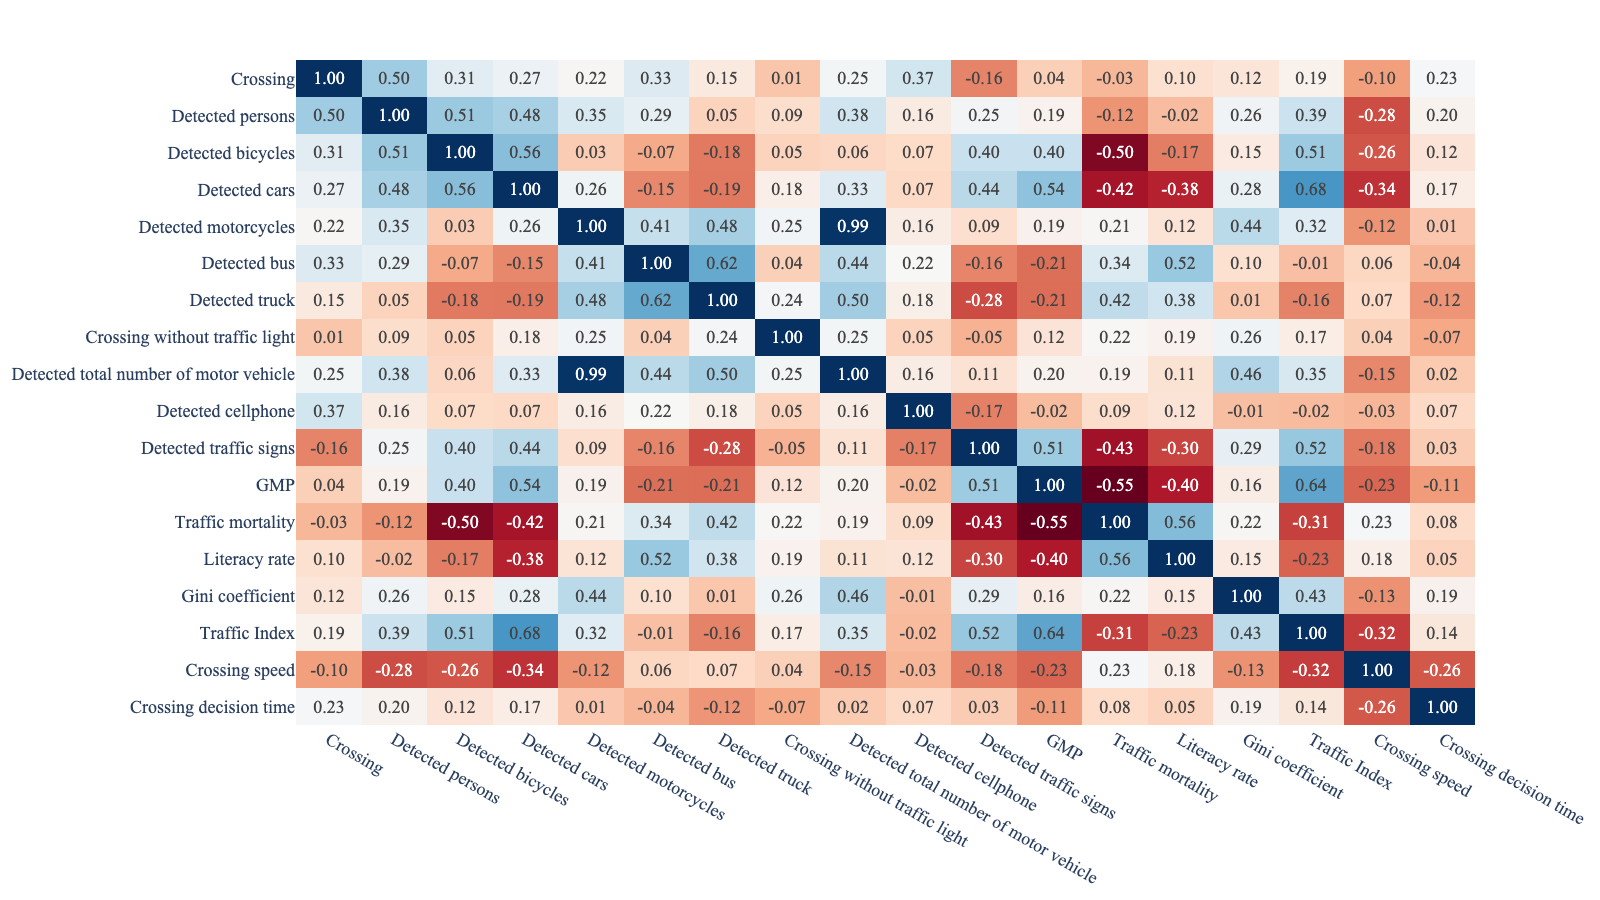 Crossing 1.00 0.50 0.31 0.27 0.22 0.33 0.15 0.01 0.25 0.37 -0.16 0.04 -0.03 0.10 0.12 0.19 -0.10 0.23
Detected persons 0.50 1.00 0.51 0.48 0.35 0.29 0.05 0.09 0.38 0.16 0.25 0.19 -0.12 -0.02 0.26 0.39 -0.28 0.20
Detected bicycles 0.31 0.51 1.00 0.56 0.03 -0.07 -0.18 0.05 0.06 0.07 0.40 0.40 -0.50 -0.17 0.15 0.51 -0.26 0.12
Detected cars 0.27 0.48 0.56 1.00 0.26 -0.15 -0.19 0.18 0.33 0.07 0.44 0.54 -0.42 -0.38 0.28 0.68 -0.34 0.17
Detected motorcycles 0.22 0.35 0.03 0.26 1.00 0.41 0.48 0.25 0.99 0.16 0.09 0.19 0.21 0.12 0.44 0.32 -0.12 0.01
Detected bus 0.33 0.29 -0.07 -0.15 0.41 1.00 0.62 0.04 0.44 0.22 -0.16 -0.21 0.34 0.52 0.10 -0.01 0.06 -0.04
Detected truck 0.15 0.05 -0.18 -0.19 0.48 0.62 1.00 0.24 0.50 0.18 -0.28 -0.21 0.42 0.38 0.01 -0.16 0.07 -0.12
Crossing without traffic light 0.01 0.09 0.05 0.18 0.25 0.04 0.24 1.00 0.25 0.05 -0.05 0.12 0.22 0.19 0.26 0.17 0.04 -0.07
Detected total number of motor vehicle 0.25 0.38 0.06 0.33 0.99 0.44 0.50 0.25 1.00 0.16 0.11 0.20 0.19 0.11 0.46 0.35 -0.15 0.02
Detected cellphone 0.37 0.16 0.07 0.07 0.16 0.22 0.18 0.05 0.16 1.00 -0.17 -0.02 0.09 0.12 -0.01 -0.02 -0.03 0.07
Detected traffic signs -0.16 0.25 0.40 0.44 0.09 -0.16 -0.28 -0.05 0.11 -0.17 1.00 0.51 -0.43 -0.30 0.29 0.52 -0.18 0.03
GMP 0.04 0.19 0.40 0.54 0.19 -0.21 -0.21 0.12 0.20 -0.02 0.51 1.00 -0.55 -0.40 0.16 0.64 -0.23 -0.11
Traffic mortality -0.03 -0.12 -0.50 -0.42 0.21 0.34 0.42 0.22 0.19 0.09 -0.43 -0.55 1.00 0.56 0.22 -0.31 0.23 0.08
Literacy rate 0.10 -0.02 -0.17 -0.38 0.12 0.52 0.38 0.19 0.11 0.12 -0.30 -0.40 0.56 1.00 0.15 -0.23 0.18 0.05
Gini coefficient 0.12 0.26 0.15 0.28 0.44 0.10 0.01 0.26 0.46 -0.01 0.29 0.16 0.22 0.15 1.00 0.43 -0.13 0.19
Traffic Index 0.19 0.39 0.51 0.68 0.32 -0.01 -0.16 0.17 0.35 -0.02 0.52 0.64 -0.31 -0.23 0.43 1.00 -0.32 0.14
Crossing speed -0.10 -0.28 -0.26 -0.34 -0.12 0.06 0.07 0.04 -0.15 -0.03 -0.18 -0.23 0.23 0.18 -0.13 -0.32 1.00 -0.26
Crossing decision time 0.23 0.20 0.12 0.17 0.01 -0.04 -0.12 -0.07 0.02 0.07 0.03 -0.11 0.08 0.05 0.19 0.14 -0.26 1.00
Crossing
Detected persons
Detected bicycles
Detected cars
Detected motorcycles
Detected bus
Detected truck
Crossing without traffic light
Detected total number of motor vehicle
Detected cellphone
Detected traffic signs
GMP
Traffic mortality
Literacy rate
Gini coefficient
Traffic Index
Crossing speed
Crossing decision time